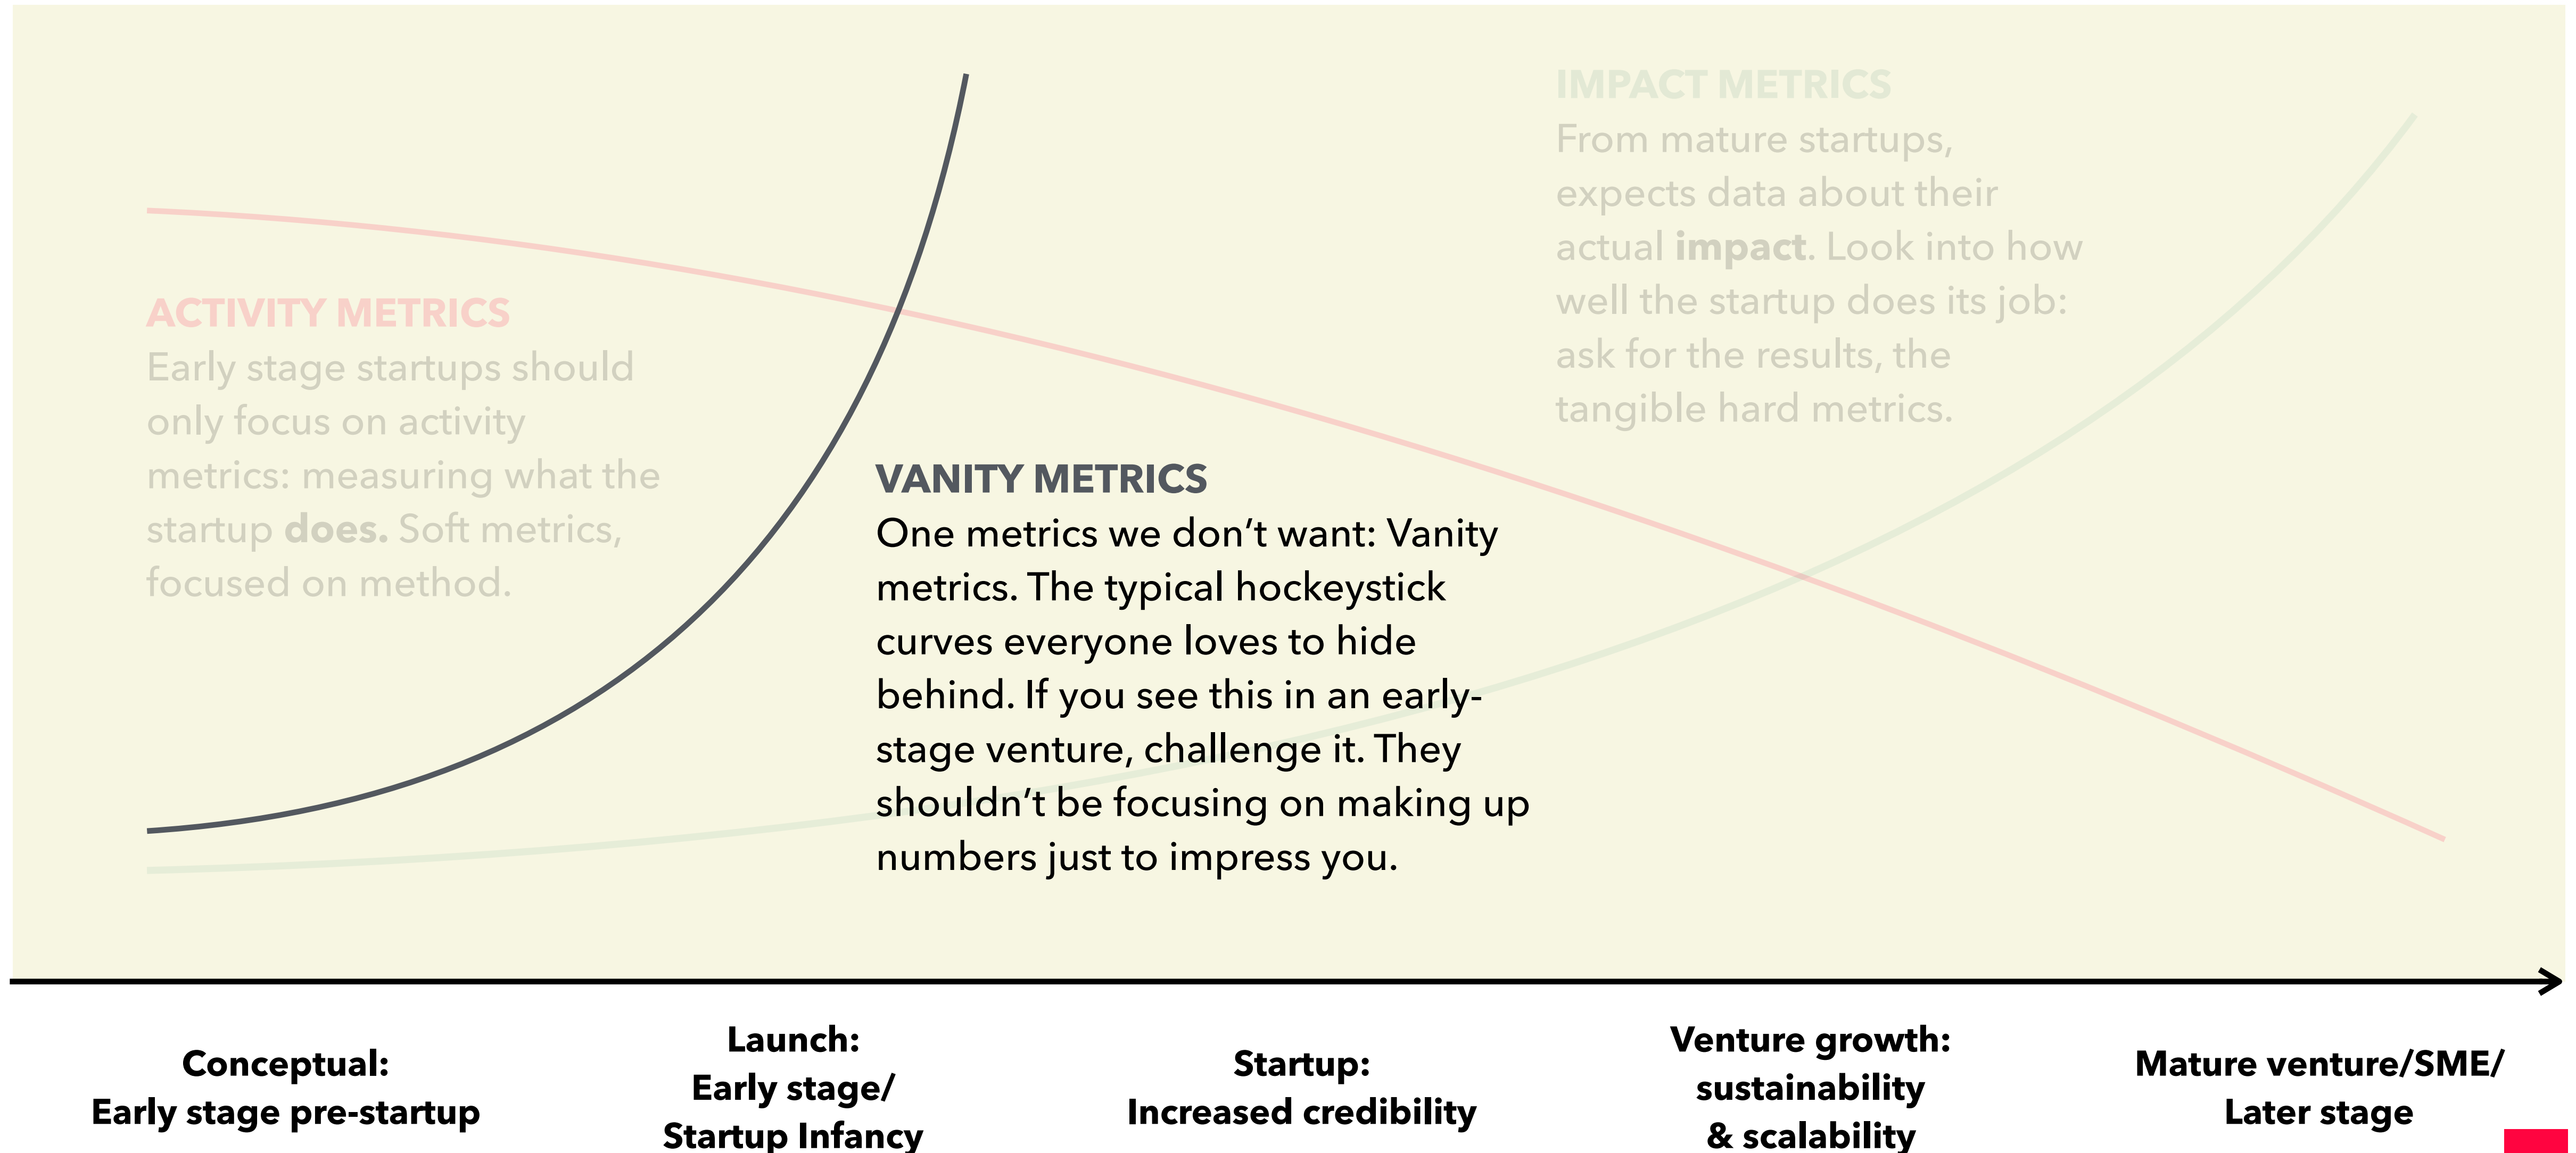 ACTIVITY METRICS
Early stage startups should
only focus on activity
metrics: measuring what the
startup does. Soft metrics,
focused on method.
VANITY METRICS
One metrics we don’t want: Vanity
metrics. The typical hockeystick
curves everyone loves to hide
behind. If you see this in an early-
stage venture, challenge it. They
shouldn’t be focusing on making up
numbers just to impress you.
IMPACT METRICS
From mature startups,
expects data about their
actual impact. Look into how
well the startup does its job:
ask for the results, the
tangible hard metrics.
Conceptual:
Early stage pre-startup
Launch:
Early stage/
Startup Infancy
Startup:
Increased credibility
Venture growth:
sustainability
& scalability
Mature venture/SME/
Later stage